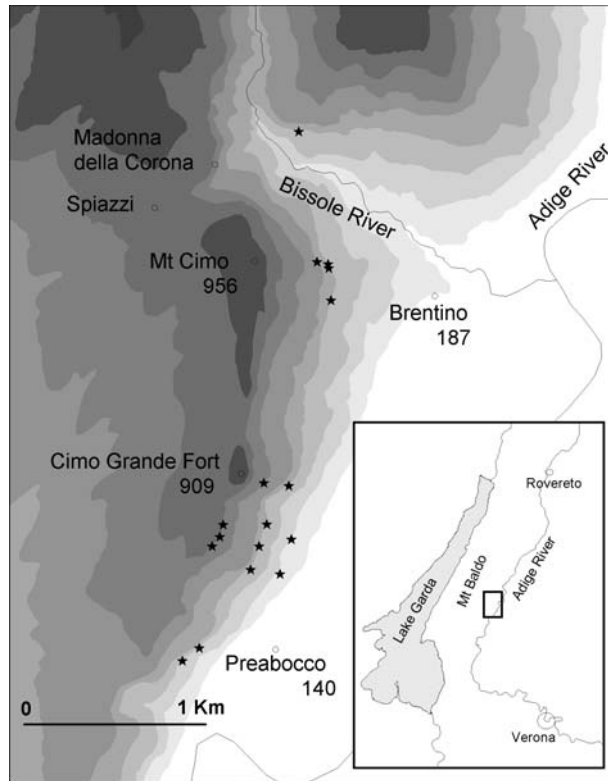 Madonna
della Corona
Spiazzi
Bissole River
Adige River
Mt Cimo
956
Brentino
187
Cimo Grande Fort
909
Preabocco
140
0 1 Km
Rovereto
Mt Baldo
Adige River
Lake Garda
Verona